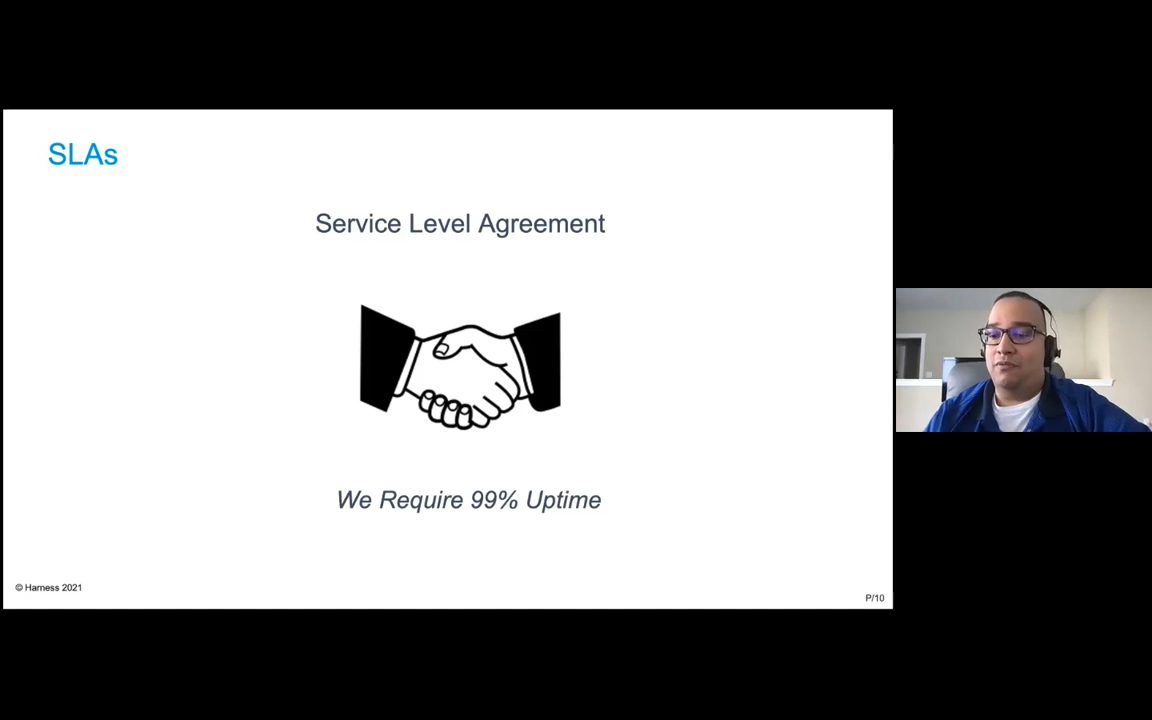 SLAs
Service Level Agreement
We Require 99% Uptime
© Harness 2021
P/10